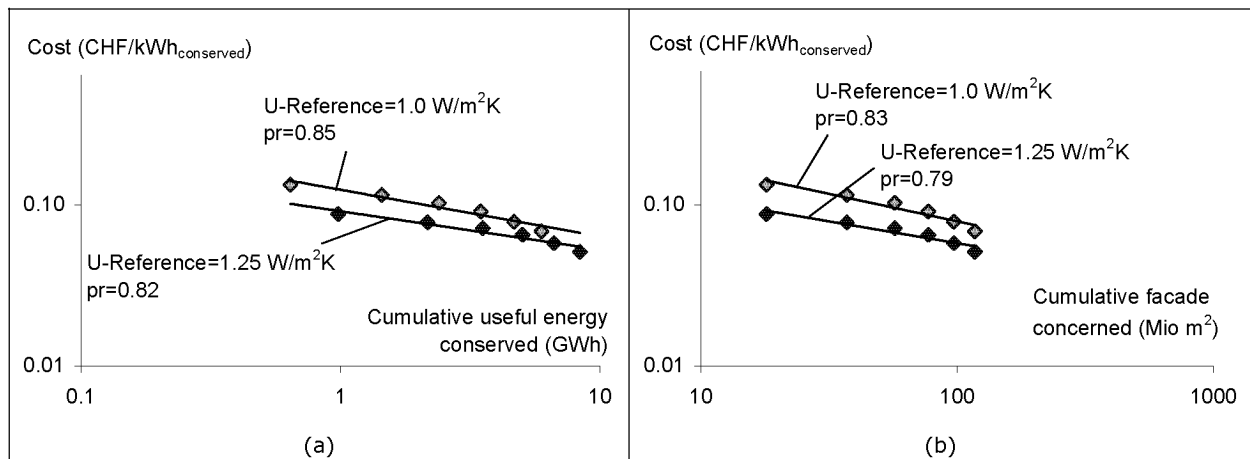 Cost (CHF/kWhconserved)
U-Reference=1.0 W/m2K
pr=0.85
0.10
U-Reference=1.25 W/m2K
pr=0.82
Cumulative useful energy
conserved (GWh)
0.01
0.1 1 10
(a)
Cost (CHF/kWhconserved)
U-Reference=1.0 W/m2K
pr=0.83
U-Reference=1.25 W/m2K
pr=0.79
0.10
Cumulative facade
concerned (Mio m2)
0.01
10 100 1000
(b)